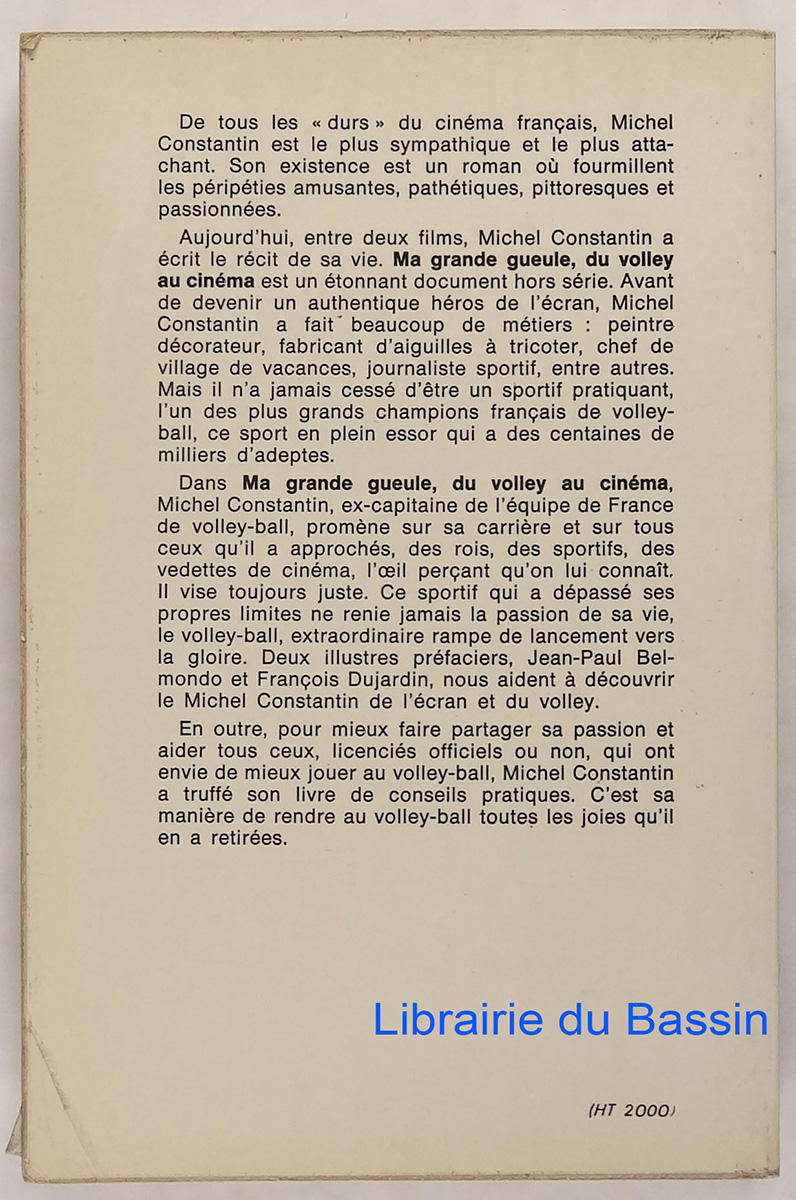 De tous les « durs » du cinéma français, Michel
Constantin est le plus sympathique et le plus atta-
chant. Son existence est un roman où fourmillent
les péripéties amusantes, pathétiques, pittoresques et
passionnées.
Aujourd'hui, entre deux films, Michel Constantin a
écrit le récit de sa vie. Ma grande gueule, du volley
au cinéma est un étonnant document hors série. Avant
de devenir un authentique héros de l'écran, Michel
Constantin a fait beaucoup de métiers : peintre
décorateur, fabricant d'aiguilles à tricoter, chef de
village de vacances, journaliste sportif, entre autres.
Mais il n'a jamais cessé d'être un sportif pratiquant,
l'un des plus grands champions français de volley-
ball, ce sport en plein essor qui a des centaines de
milliers d'adeptes.
Dans Ma grande gueule, du volley au cinéma,
Michel Constantin, ex-capitaine de l'équipe de France
de volley-ball, promène sur sa carrière et sur tous
ceux qu'il a approchés, des rois, des sportifs, des
vedettes de cinéma, l'œil perçant qu'on lui connaît.
Il vise toujours juste. Ce sportif qui a dépassé ses
propres limites ne renie jamais la passion de sa vie,
le volley-ball, extraordinaire rampe de lancement vers
la gloire. Deux illustres préfaciers, Jean-Paul Bel-
mondo et François Dujardin, nous aident à découvrir
le Michel Constantin de l'écran et du volley.
En outre, pour mieux faire partager sa passion et
aider tous ceux, licenciés officiels ou non, qui ont
envie de mieux jouer au volley-ball, Michel Constantin
a truffé son livre de conseils pratiques. C'est sa
manière de rendre au volley-ball toutes les joies qu'il
en a retirées.
Librairie du Bassin
(HT 2000)